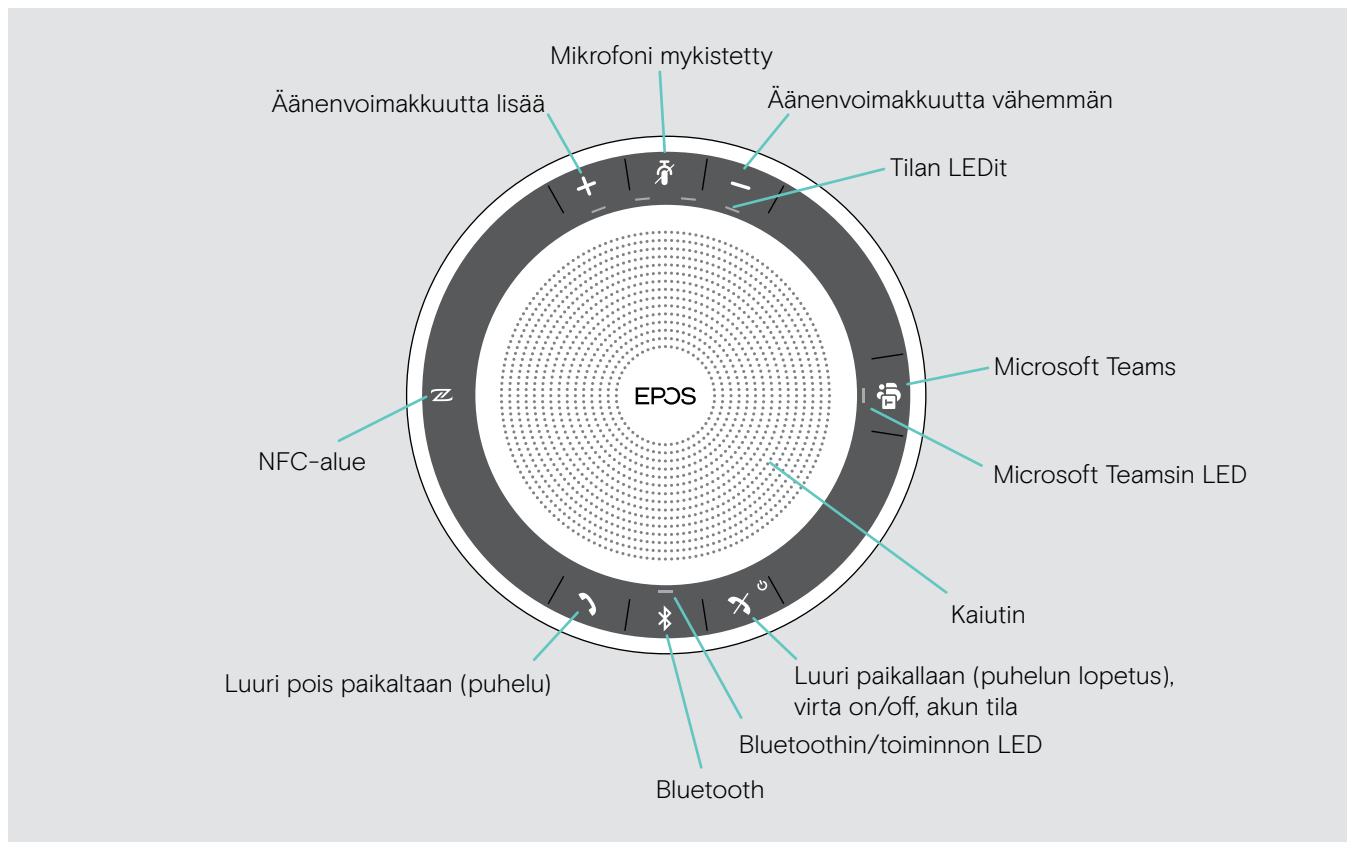 Mikrofoni mykistetty
Äänenvoimakkuutta lisää
Äänenvoimakkuutta vähemmän
Tilan LEDit
Microsoft Teams
EPOS
NFC-alue
Microsoft Teamsin LED
Kaiutin
Luuri pois paikaltaan (puhelu)
Luuri paikallaan (puhelun lopetus),
virta on/off, akun tila
Bluetoothin/toiminnon LED
Bluetooth